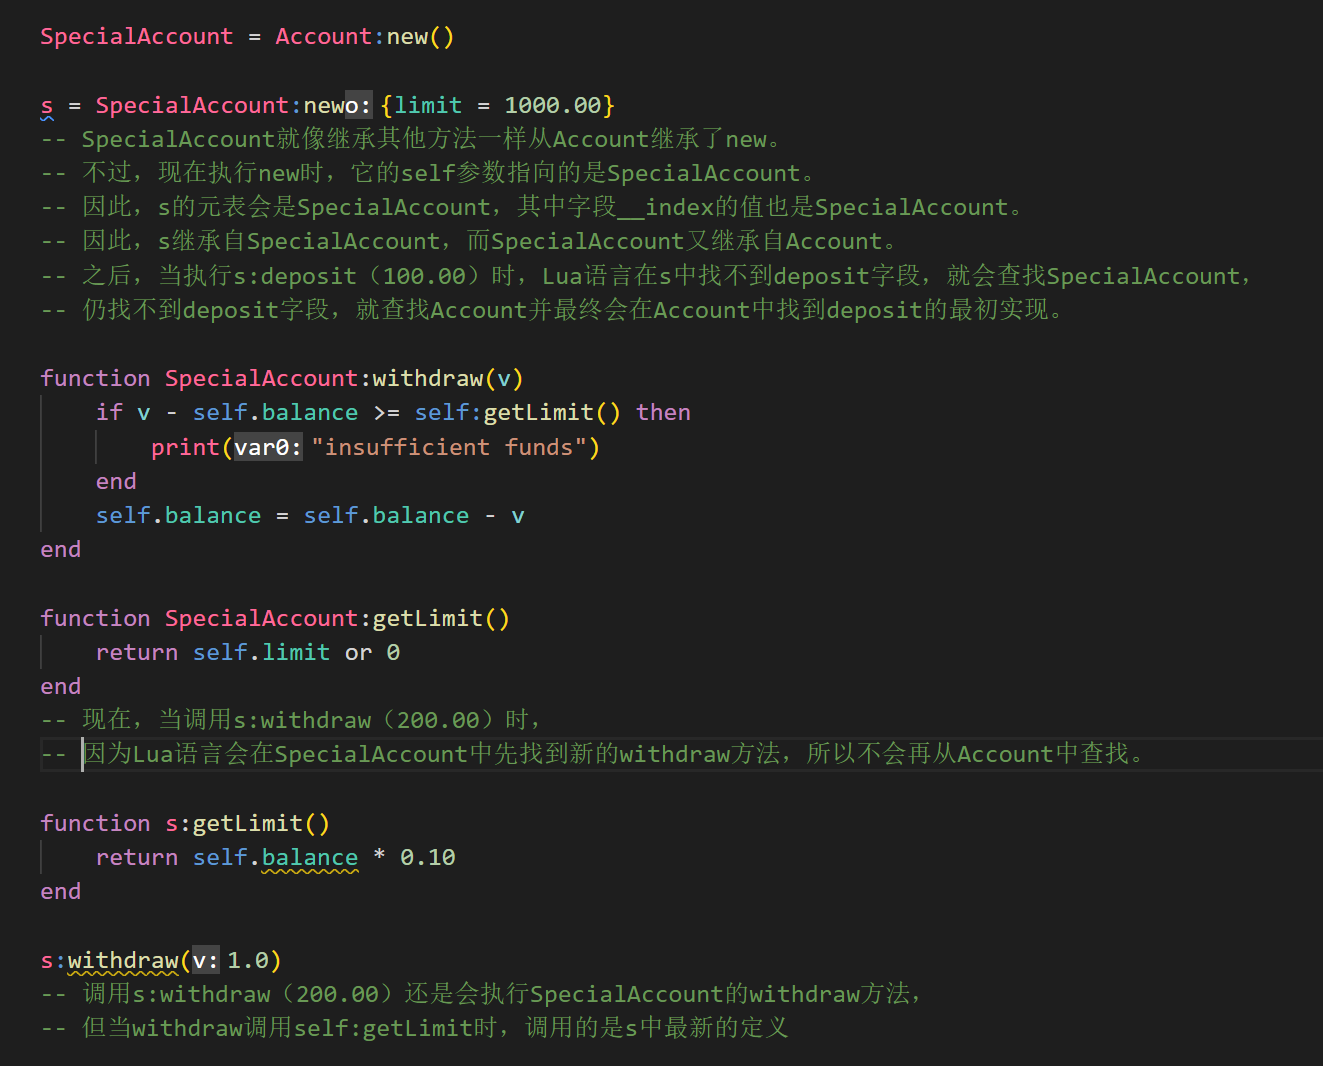 SpecialAccount = Account:new()
s = SpecialAccount:newo: {limit = 1000.00}
-- SpecialAccount就像继承其他方法一样从Account继承了new。
-- 不过，现在执行new时，它的self参数指向的是SpecialAccount。
-- 因此，s的元表会是SpecialAccount，其中字段__index的值也是SpecialAccount。
-- 因此，s继承自SpecialAccount，而SpecialAccount又继承自Account。
-- 之后，当执行s:deposit（100.00）时，Lua语言在s中找不到deposit字段，就会查找SpecialAccount，
-- 仍找不到deposit字段，就查找Account并最终会在Account中找到deposit的最初实现。
function SpecialAccount:withdraw(v)
if v - self.balance >= self:getLimit() then
print(var0: "insufficient funds")
end
self.balance = self.balance - v
end
function SpecialAccount:getLimit()
return self.limit or 0
end
-- 现在，当调用s:withdraw（200.00）时，
-- 因为Lua语言会在SpecialAccount中先找到新的withdraw方法，所以不会再从Account中查找。
function s:getLimit()
return self.balance * 0.10
end
s:withdraw(v: 1.0)
-- 调用s:withdraw（200.00）还是会执行SpecialAccount的withdraw方法，
-- 但当withdraw调用self:getLimit时，调用的是s中最新的定义